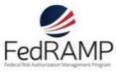 FedRAMP
Federal Risk Authorization Management Program